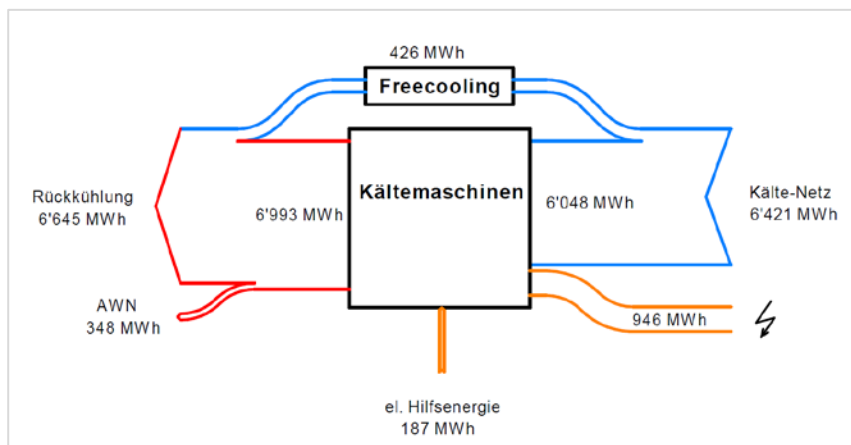 426 MWh
Freecooling
Rückkühlung
6'645 MWh
6'993 MWh
Kältemaschinen
6'048 MWh
Kälte-Netz
6'421 MWh
AWN
348 MWh
946 MWh
el. Hilfsenergie
187 MWh